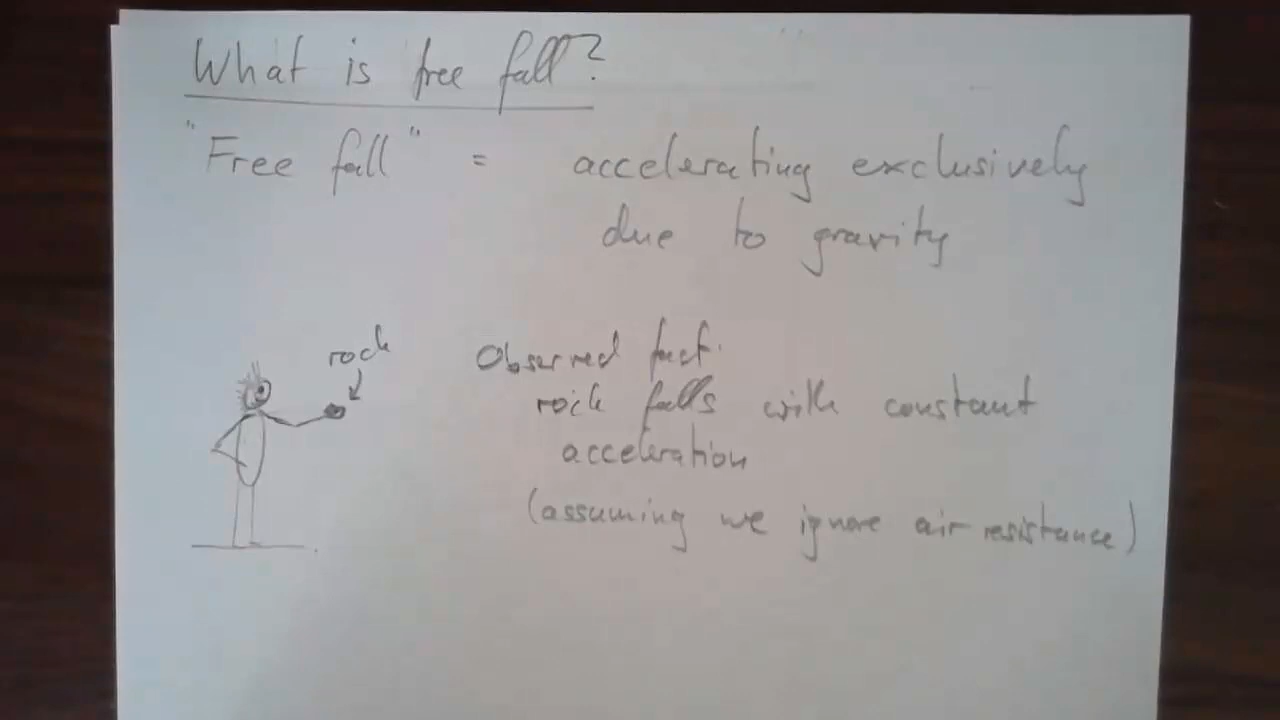 What is free fall?
"Free fall" = accelerating exclusively
due to gravity
rock
Observed fact:
rock falls with constant
acceleration
(assuming we ignore air resistance)